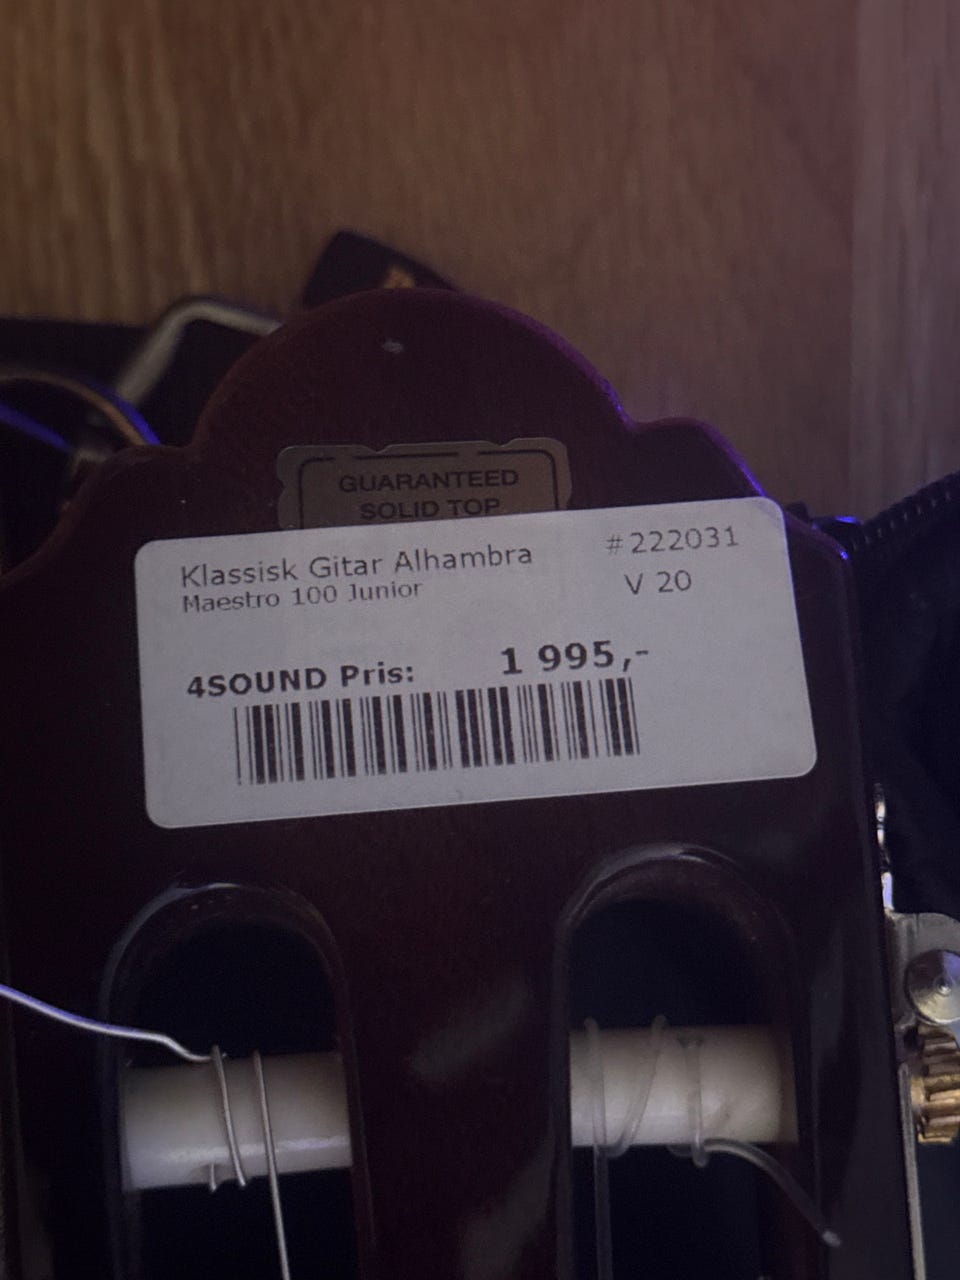 GUARANTEED
SOLID TOP
Klassisk Gitar Alhambra #222031
Maestro 100 Junior V 20
4SOUND Pris: 1 995,-